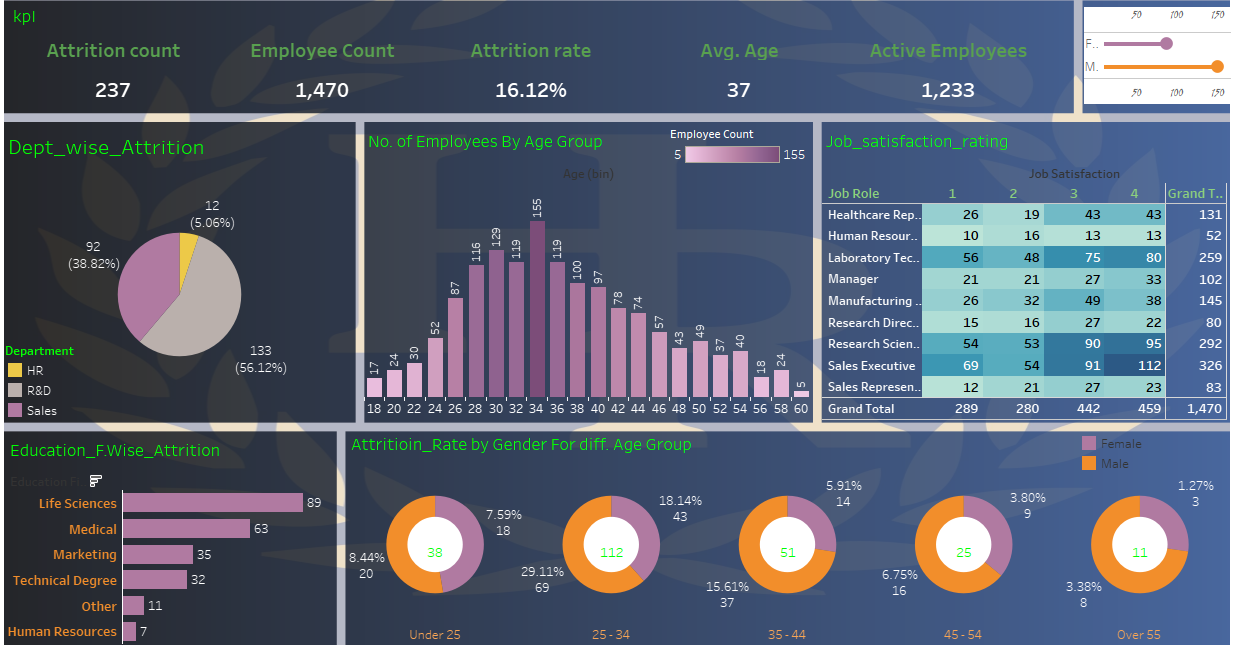 kpI
Attrition count
Employee Count
Attrition rate
Avg. Age
Active Employees
237
1,470
16.12%
37
1,233
50 100 150
F..
M.
50 100 150
Dept_wise_Attrition
12
(5.06%)
92
(38.82%)
133
(56.12%)
Department
HR
R&D
Sales
No. of Employees By Age Group
Employee Count
5 155
Age (bin)
17 24 30 52 87 116 129 119 155 119 100 97 78 74 57 43 49 37 40 18 24 5
18 20 22 24 26 28 30 32 34 36 38 40 42 44 46 48 50 52 54 56 58 60
Job_satisfaction_rating
Job Satisfaction
Job Role 1 2 3 4 Grand T..
Healthcare Rep.. 26 19 43 43 131
Human Resour.. 10 16 13 13 52
Laboratory Tec.. 56 48 75 80 259
Manager 21 21 27 33 102
Manufacturing .. 26 32 49 38 145
Research Direc.. 15 16 27 22 80
Research Scien.. 54 53 90 95 292
Sales Executive 69 54 91 112 326
Sales Represen.. 12 21 27 23 83
Grand Total 289 280 442 459 1,470
Education_F.Wise_Attrition
Education Fi..
Life Sciences 89
Medical 63
Marketing 35
Technical Degree 32
Other 11
Human Resources 7
Attritioin_Rate by Gender For diff. Age Group
Female
Male
7.59%
18
38
8.44%
20
Under 25
18.14%
43
112
29.11%
69
25 - 34
5.91%
14
51
15.61%
37
35 - 44
3.80%
9
25
6.75%
16
45 - 54
1.27%
3
11
3.38%
8
Over 55